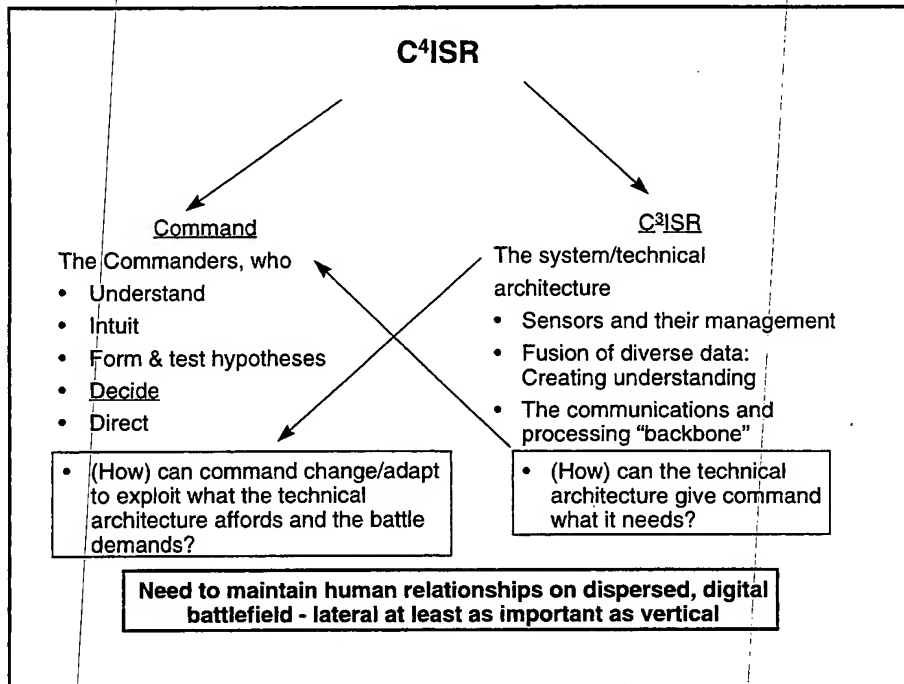 C⁴ISR
Command
The Commanders, who
• Understand
• Intuit
• Form & test hypotheses
• Decide
• Direct
• (How) can command change/adapt
to exploit what the technical
architecture affords and the battle
demands?
C³ISR
The system/technical
architecture
• Sensors and their management
• Fusion of diverse data:
Creating understanding
• The communications and
processing “backbone”
• (How) can the technical
architecture give command
what it needs?
Need to maintain human relationships on dispersed, digital
battlefield - lateral at least as important as vertical